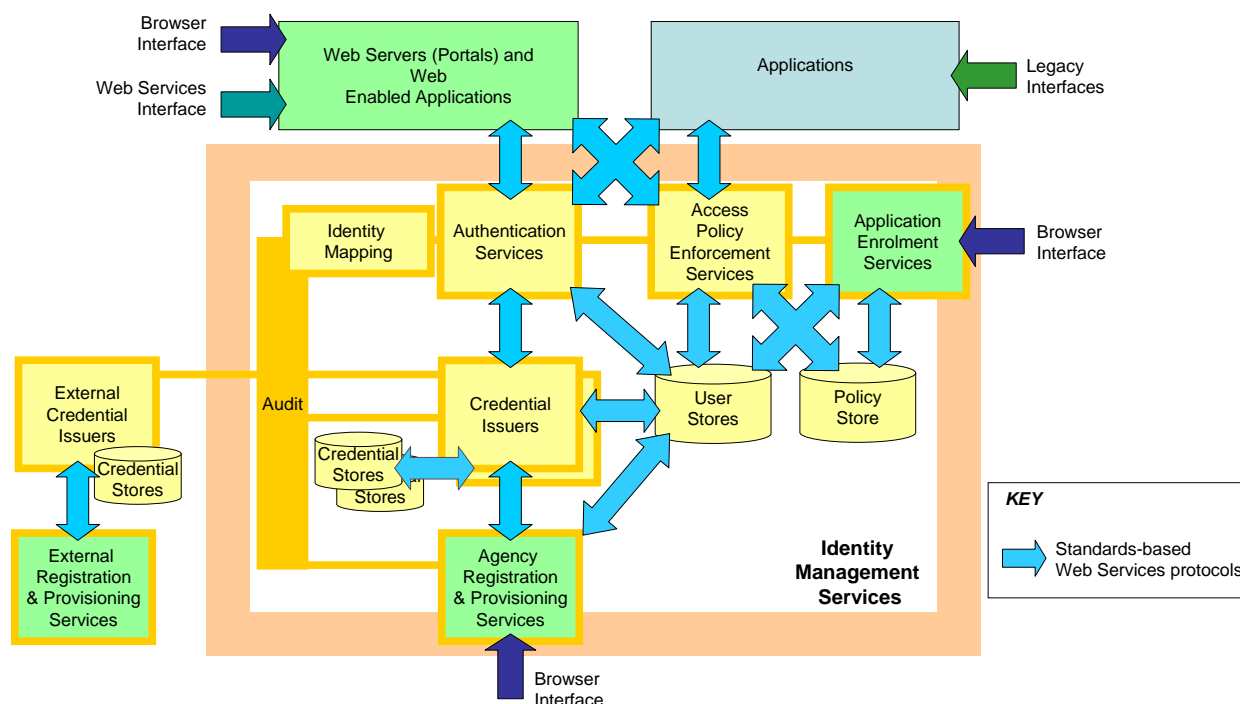 Browser
Interface
Web Services
Interface
Web Servers (Portals) and
Web
Enabled Applications
Applications
Legacy
Interfaces
Identity
Mapping
Authentication
Services
Access
Policy
Enforcement
Services
Application
Enrolment
Services
Browser
Interface
External
Credential
Issuers
Credential
Stores
Audit
Credential
Issuers
User
Stores
Policy
Store
Credential
Stores
Stores
External
Registration
& Provisioning
Services
Agency
Registration
& Provisioning
Services
Identity
Management
Services
Browser
Interface
KEY
Standards-based
Web Services protocols